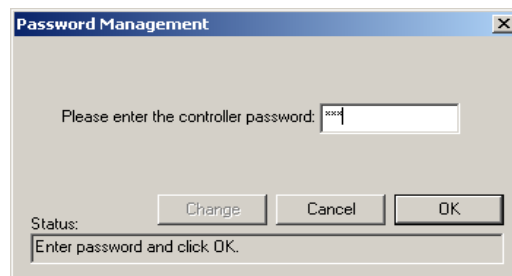 Password Management
Please enter the controller password: ***
Change Cancel OK
Status:
Enter password and click OK.